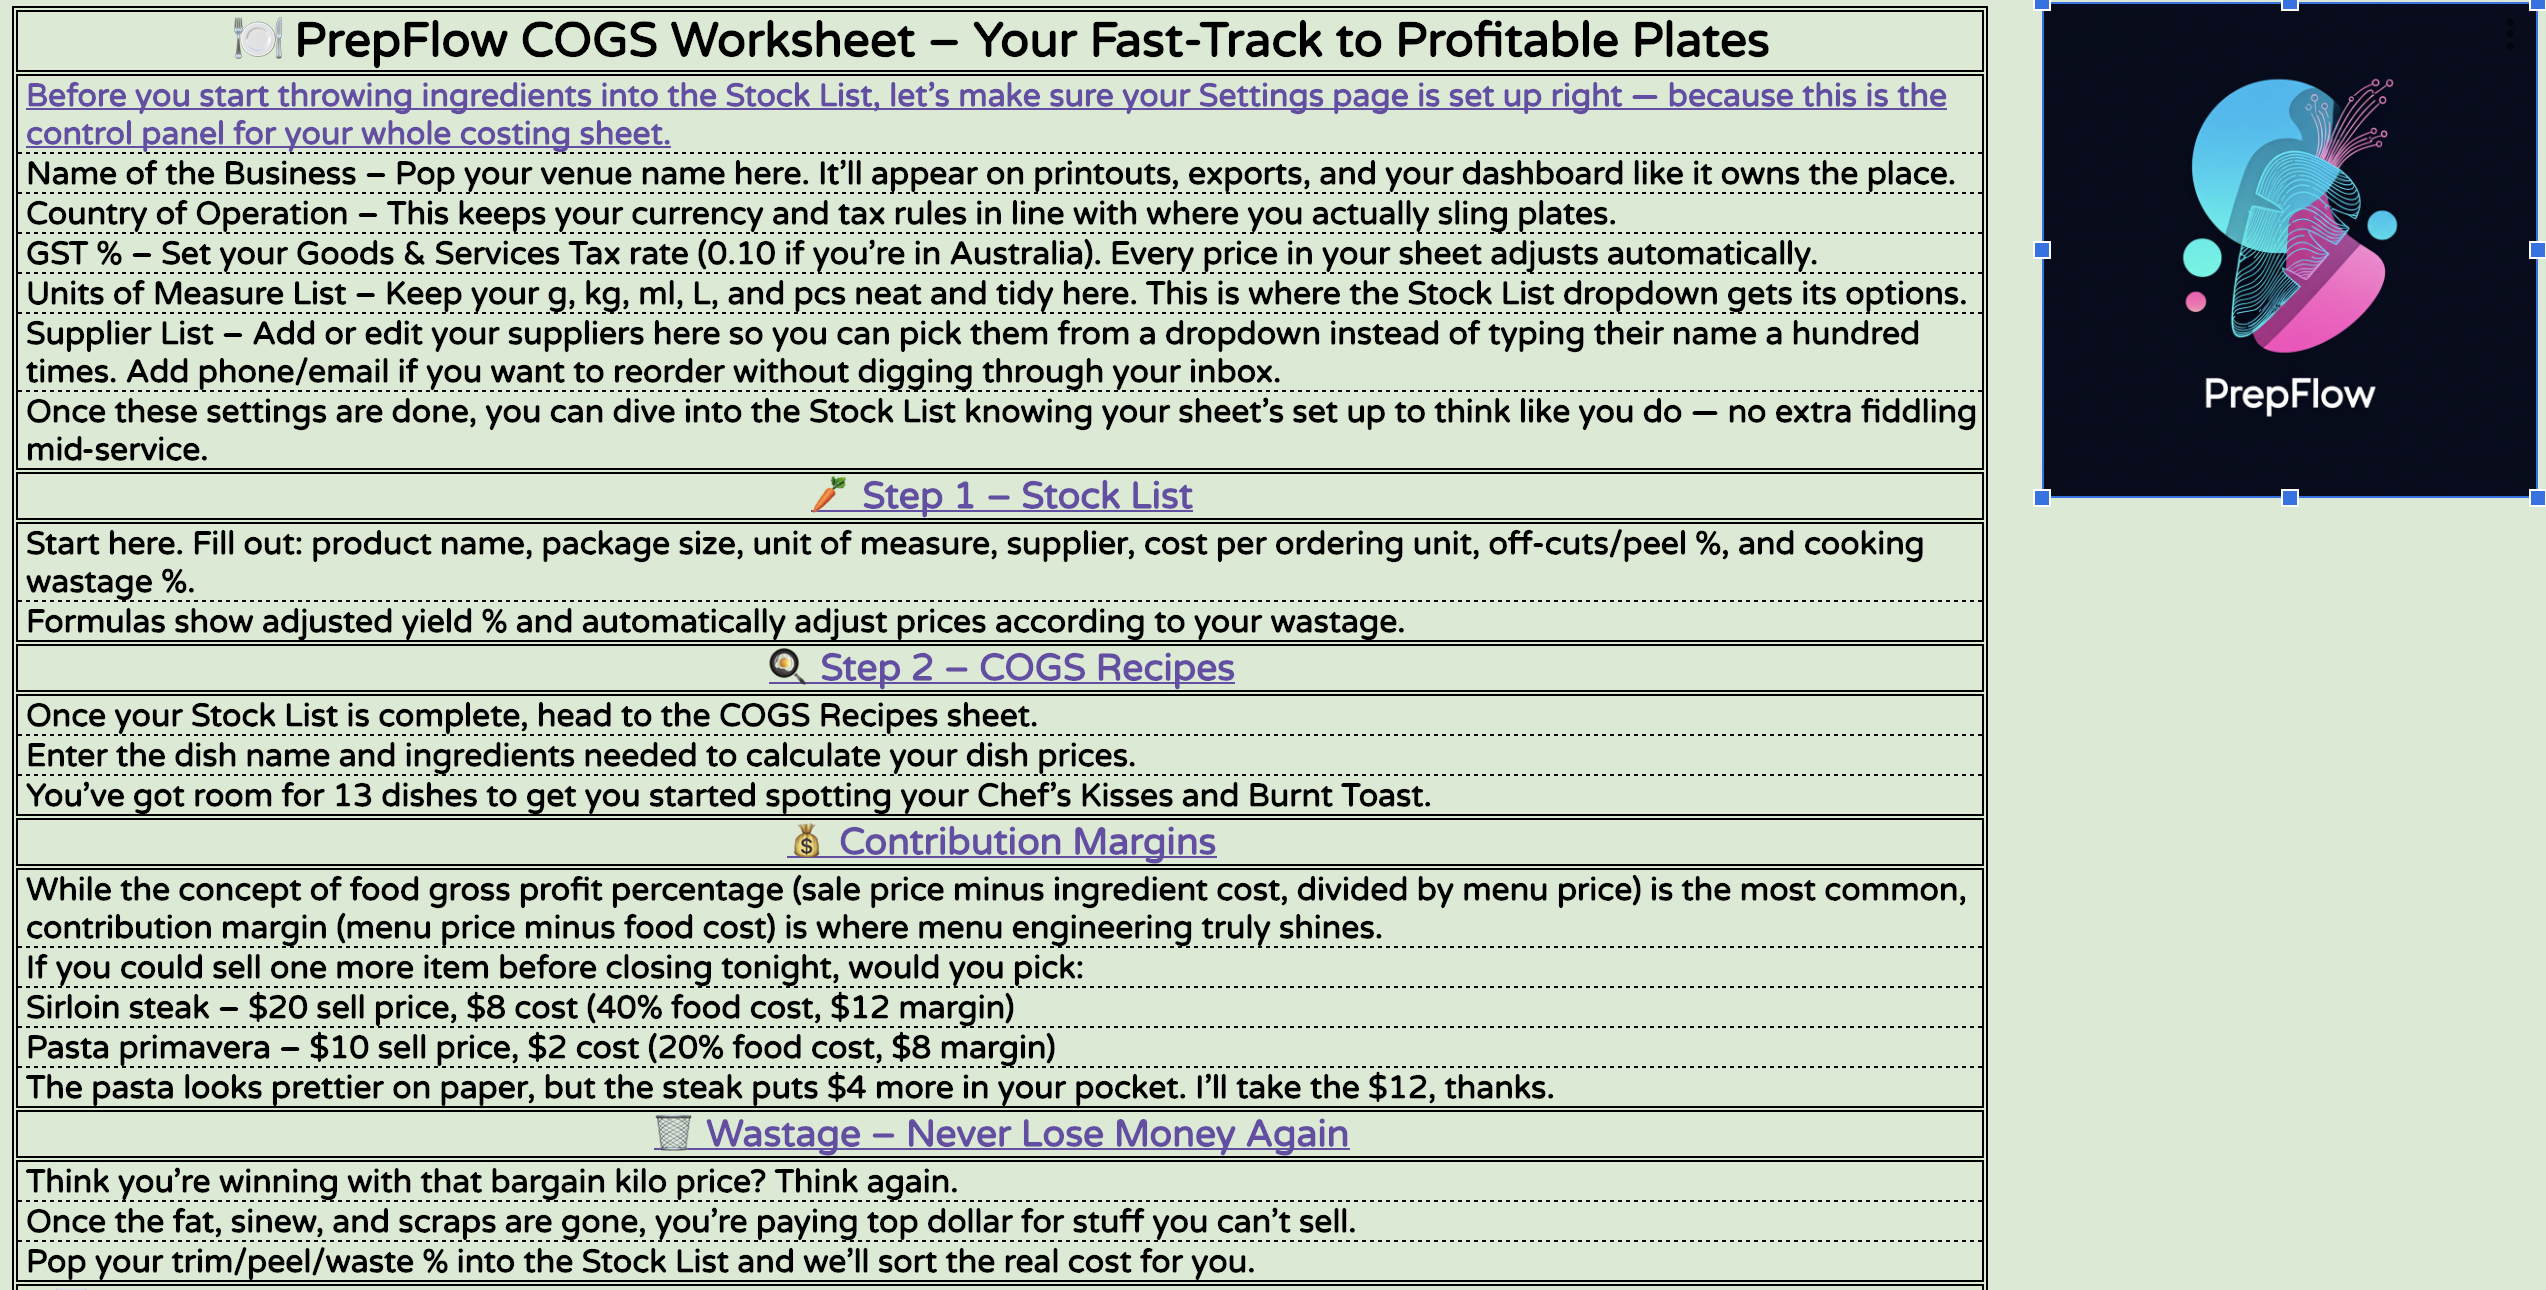 🍽️ PrepFlow COGS Worksheet – Your Fast-Track to Profitable Plates
Before you start throwing ingredients into the Stock List, let’s make sure your Settings page is set up right — because this is the
control panel for your whole costing sheet.
Name of the Business – Pop your venue name here. It’ll appear on printouts, exports, and your dashboard like it owns the place.
Country of Operation – This keeps your currency and tax rules in line with where you actually sling plates.
GST % – Set your Goods & Services Tax rate (0.10 if you’re in Australia). Every price in your sheet adjusts automatically.
Units of Measure List – Keep your g, kg, ml, L, and pcs neat and tidy here. This is where the Stock List dropdown gets its options.
Supplier List – Add or edit your suppliers here so you can pick them from a dropdown instead of typing their name a hundred
times. Add phone/email if you want to reorder without digging through your inbox.
Once these settings are done, you can dive into the Stock List knowing your sheet’s set up to think like you do — no extra fiddling
mid-service.
🥕 Step 1 – Stock List
Start here. Fill out: product name, package size, unit of measure, supplier, cost per ordering unit, off-cuts/peel %, and cooking
wastage %.
Formulas show adjusted yield % and automatically adjust prices according to your wastage.
🍳 Step 2 – COGS Recipes
Once your Stock List is complete, head to the COGS Recipes sheet.
Enter the dish name and ingredients needed to calculate your dish prices.
You’ve got room for 13 dishes to get you started spotting your Chef’s Kisses and Burnt Toast.
💰 Contribution Margins
While the concept of food gross profit percentage (sale price minus ingredient cost, divided by menu price) is the most common,
contribution margin (menu price minus food cost) is where menu engineering truly shines.
If you could sell one more item before closing tonight, would you pick:
Sirloin steak – $20 sell price, $8 cost (40% food cost, $12 margin)
Pasta primavera – $10 sell price, $2 cost (20% food cost, $8 margin)
The pasta looks prettier on paper, but the steak puts $4 more in your pocket. I’ll take the $12, thanks.
🗑️ Wastage – Never Lose Money Again
Think you’re winning with that bargain kilo price? Think again.
Once the fat, sinew, and scraps are gone, you’re paying top dollar for stuff you can’t sell.
Pop your trim/peel/waste % into the Stock List and we’ll sort the real cost for you.
PrepFlow